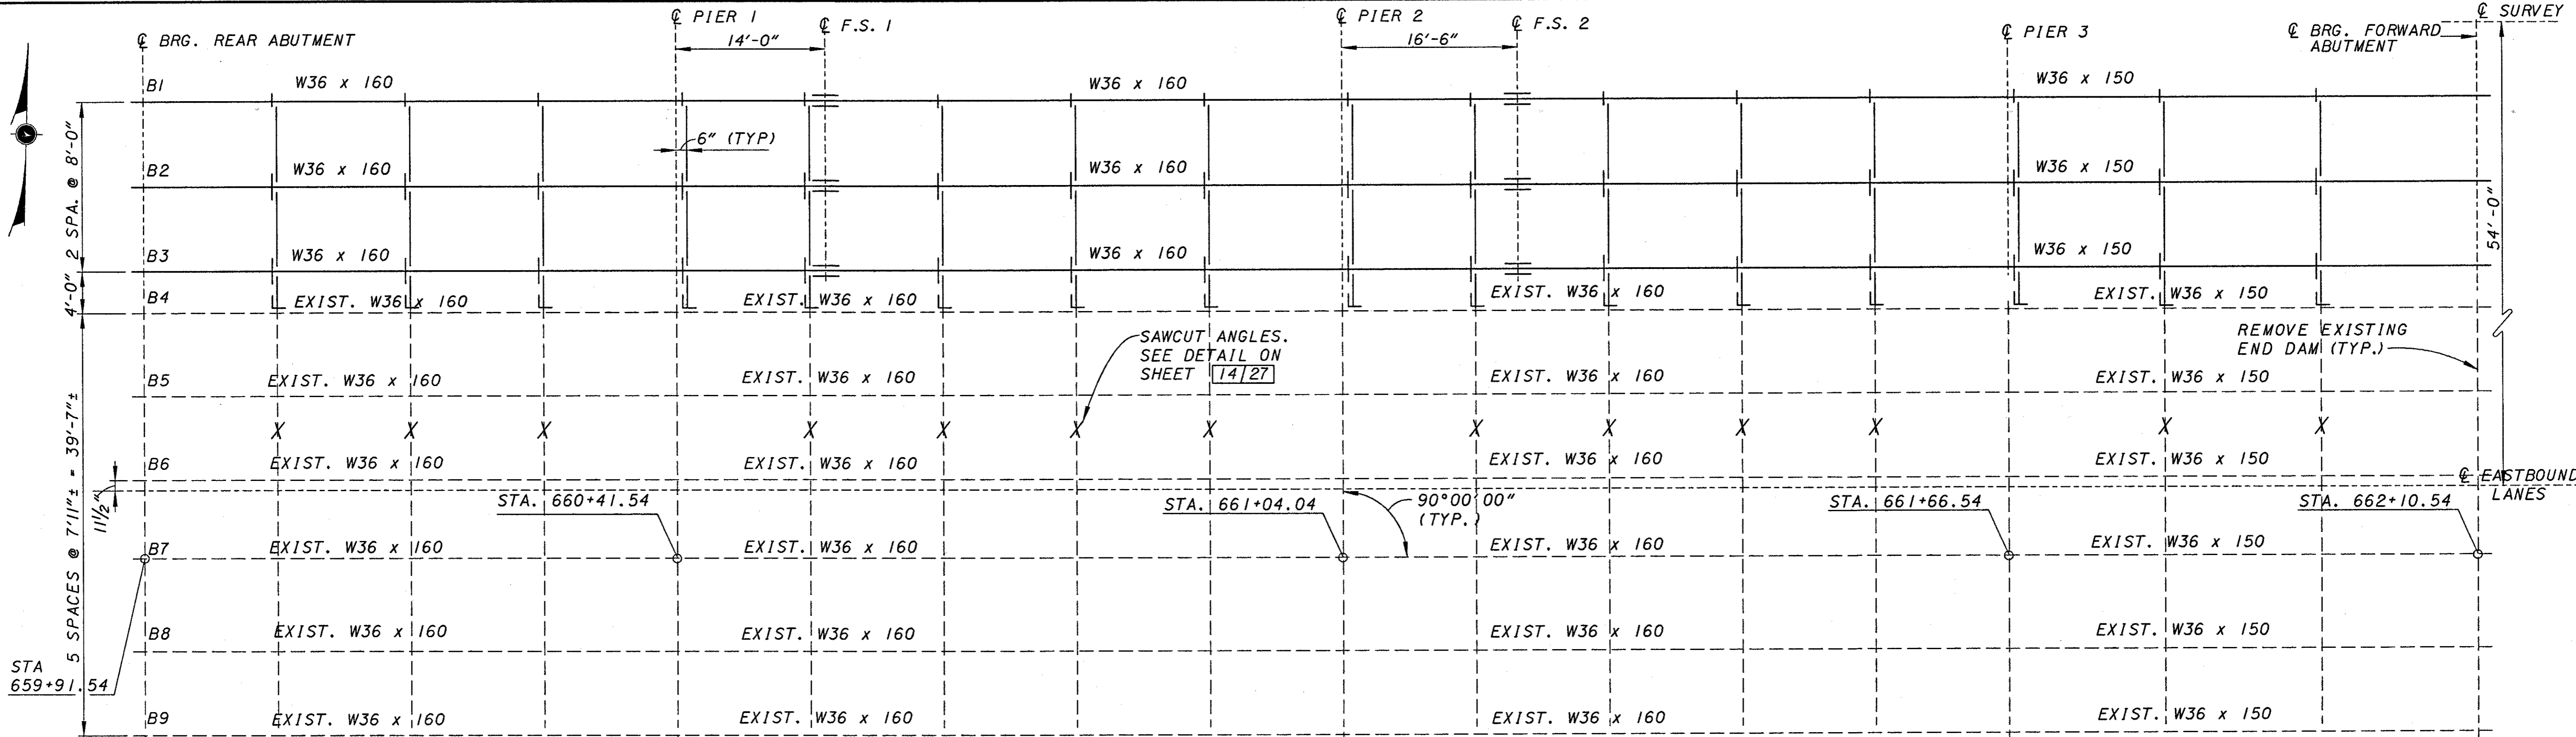 ℄ BRG. REAR ABUTMENT
℄ PIER 1
14'-0"
℄ F.S. 1
℄ PIER 2
16'-6"
℄ F.S. 2
℄ PIER 3
℄ BRG. FORWARD
ABUTMENT
℄ SURVEY
B1
W36 x 160
W36 x 160
W36 x 150
6" (TYP)
B2
W36 x 160
W36 x 160
W36 x 150
2 SPA. @ 8'-0"
54'-0"
B3
W36 x 160
W36 x 160
W36 x 150
4'-0"
B4
EXIST. W36 x 160
EXIST. W36 x 160
EXIST. W36 x 160
EXIST. W36 x 150
SAWCUT ANGLES.
SEE DETAIL ON
SHEET 14/27
REMOVE EXISTING
END DAM (TYP.)
B5
EXIST. W36 x 160
EXIST. W36 x 160
EXIST. W36 x 160
EXIST. W36 x 150
5 SPACES @ 7'11"± = 39'-7"±
X X X X X X X X X X X X X
B6
EXIST. W36 x 160
EXIST. W36 x 160
EXIST. W36 x 160
EXIST. W36 x 150
11½"
℄ EASTBOUND
LANES
STA. 660+41.54
STA. 661+04.04
90°00'00"
(TYP.)
STA. 661+66.54
STA. 662+10.54
B7
EXIST. W36 x 160
EXIST. W36 x 160
EXIST. W36 x 160
EXIST. W36 x 150
B8
EXIST. W36 x 160
EXIST. W36 x 160
EXIST. W36 x 160
EXIST. W36 x 150
STA
659+91.54
B9
EXIST. W36 x 160
EXIST. W36 x 160
EXIST. W36 x 160
EXIST. W36 x 150